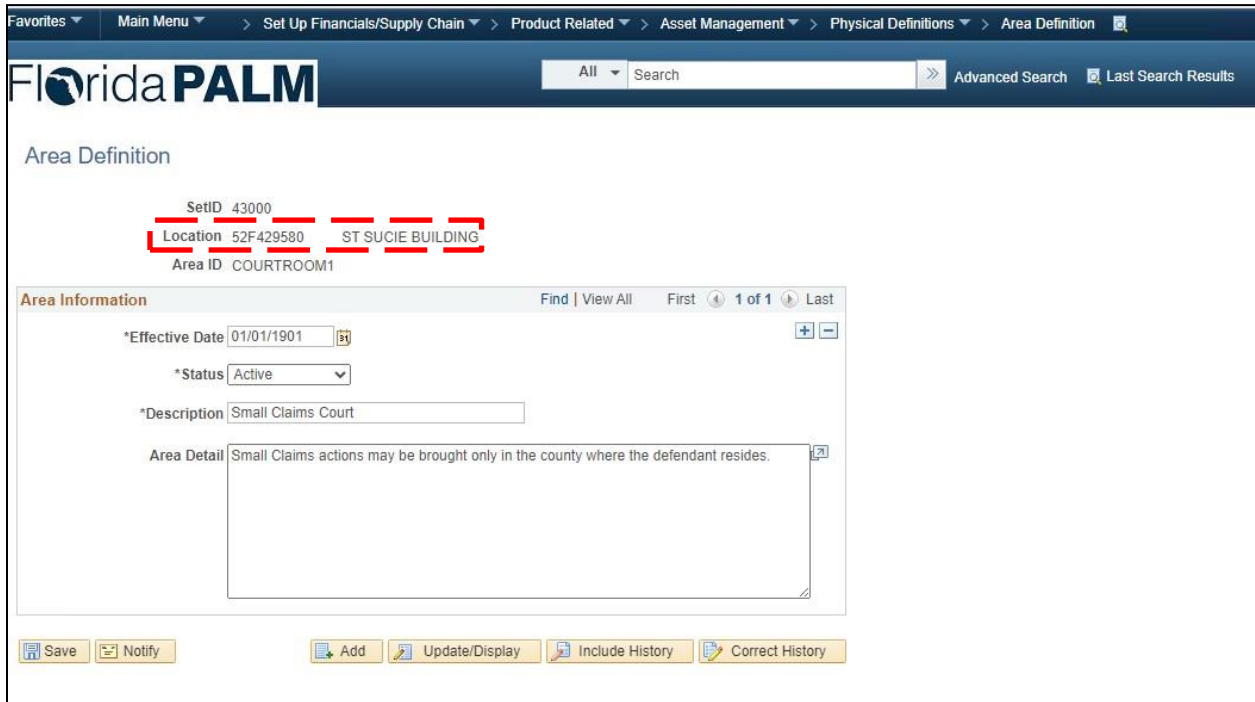 Favorites Main Menu > Set Up Financials/Supply Chain > Product Related > Asset Management > Physical Definitions > Area Definition
Florida PALM All Search Advanced Search Last Search Results
Area Definition
SetID 43000
Location 52F429580 ST SUCIE BUILDING
Area ID COURTROOM1
Area Information Find | View All First 1 of 1 Last
*Effective Date 01/01/1901 31
*Status Active
*Description Small Claims Court
Area Detail Small Claims actions may be brought only in the county where the defendant resides.
Save Notify Add Update/Display Include History Correct History